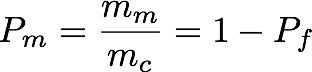 P_m = \frac{m_m}{m_c} = 1 - P_f